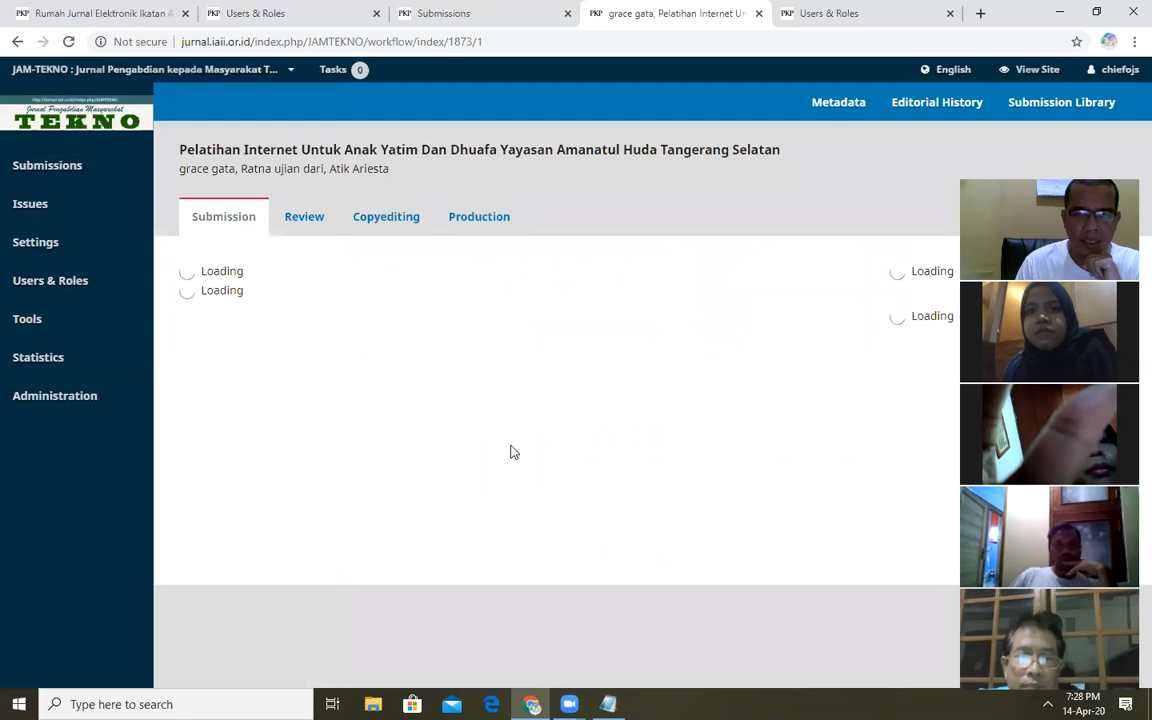 Rumah Jurnal Elektronik Ikatan A
Users & Roles
Submissions
grace gata, Pelatihan Internet Un
Users & Roles
Not secure
jurnal.iaii.or.id/index.php/JAMTEKNO/workflow/index/1873/1
JAM-TEKNO : Jurnal Pengabdian kepada Masyarakat T...
Tasks 0
English
View Site
chiefojs
Jurnal Pengabdian Masyarakat
TEKNO
Metadata
Editorial History
Submission Library
Submissions
Issues
Settings
Users & Roles
Tools
Statistics
Administration
Pelatihan Internet Untuk Anak Yatim Dan Dhuafa Yayasan Amanatul Huda Tangerang Selatan
grace gata, Ratna ujian dari, Atik Ariesta
Submission
Review
Copyediting
Production
Loading
Loading
Loading
Loading
Type here to search
7:28 PM
14-Apr-20